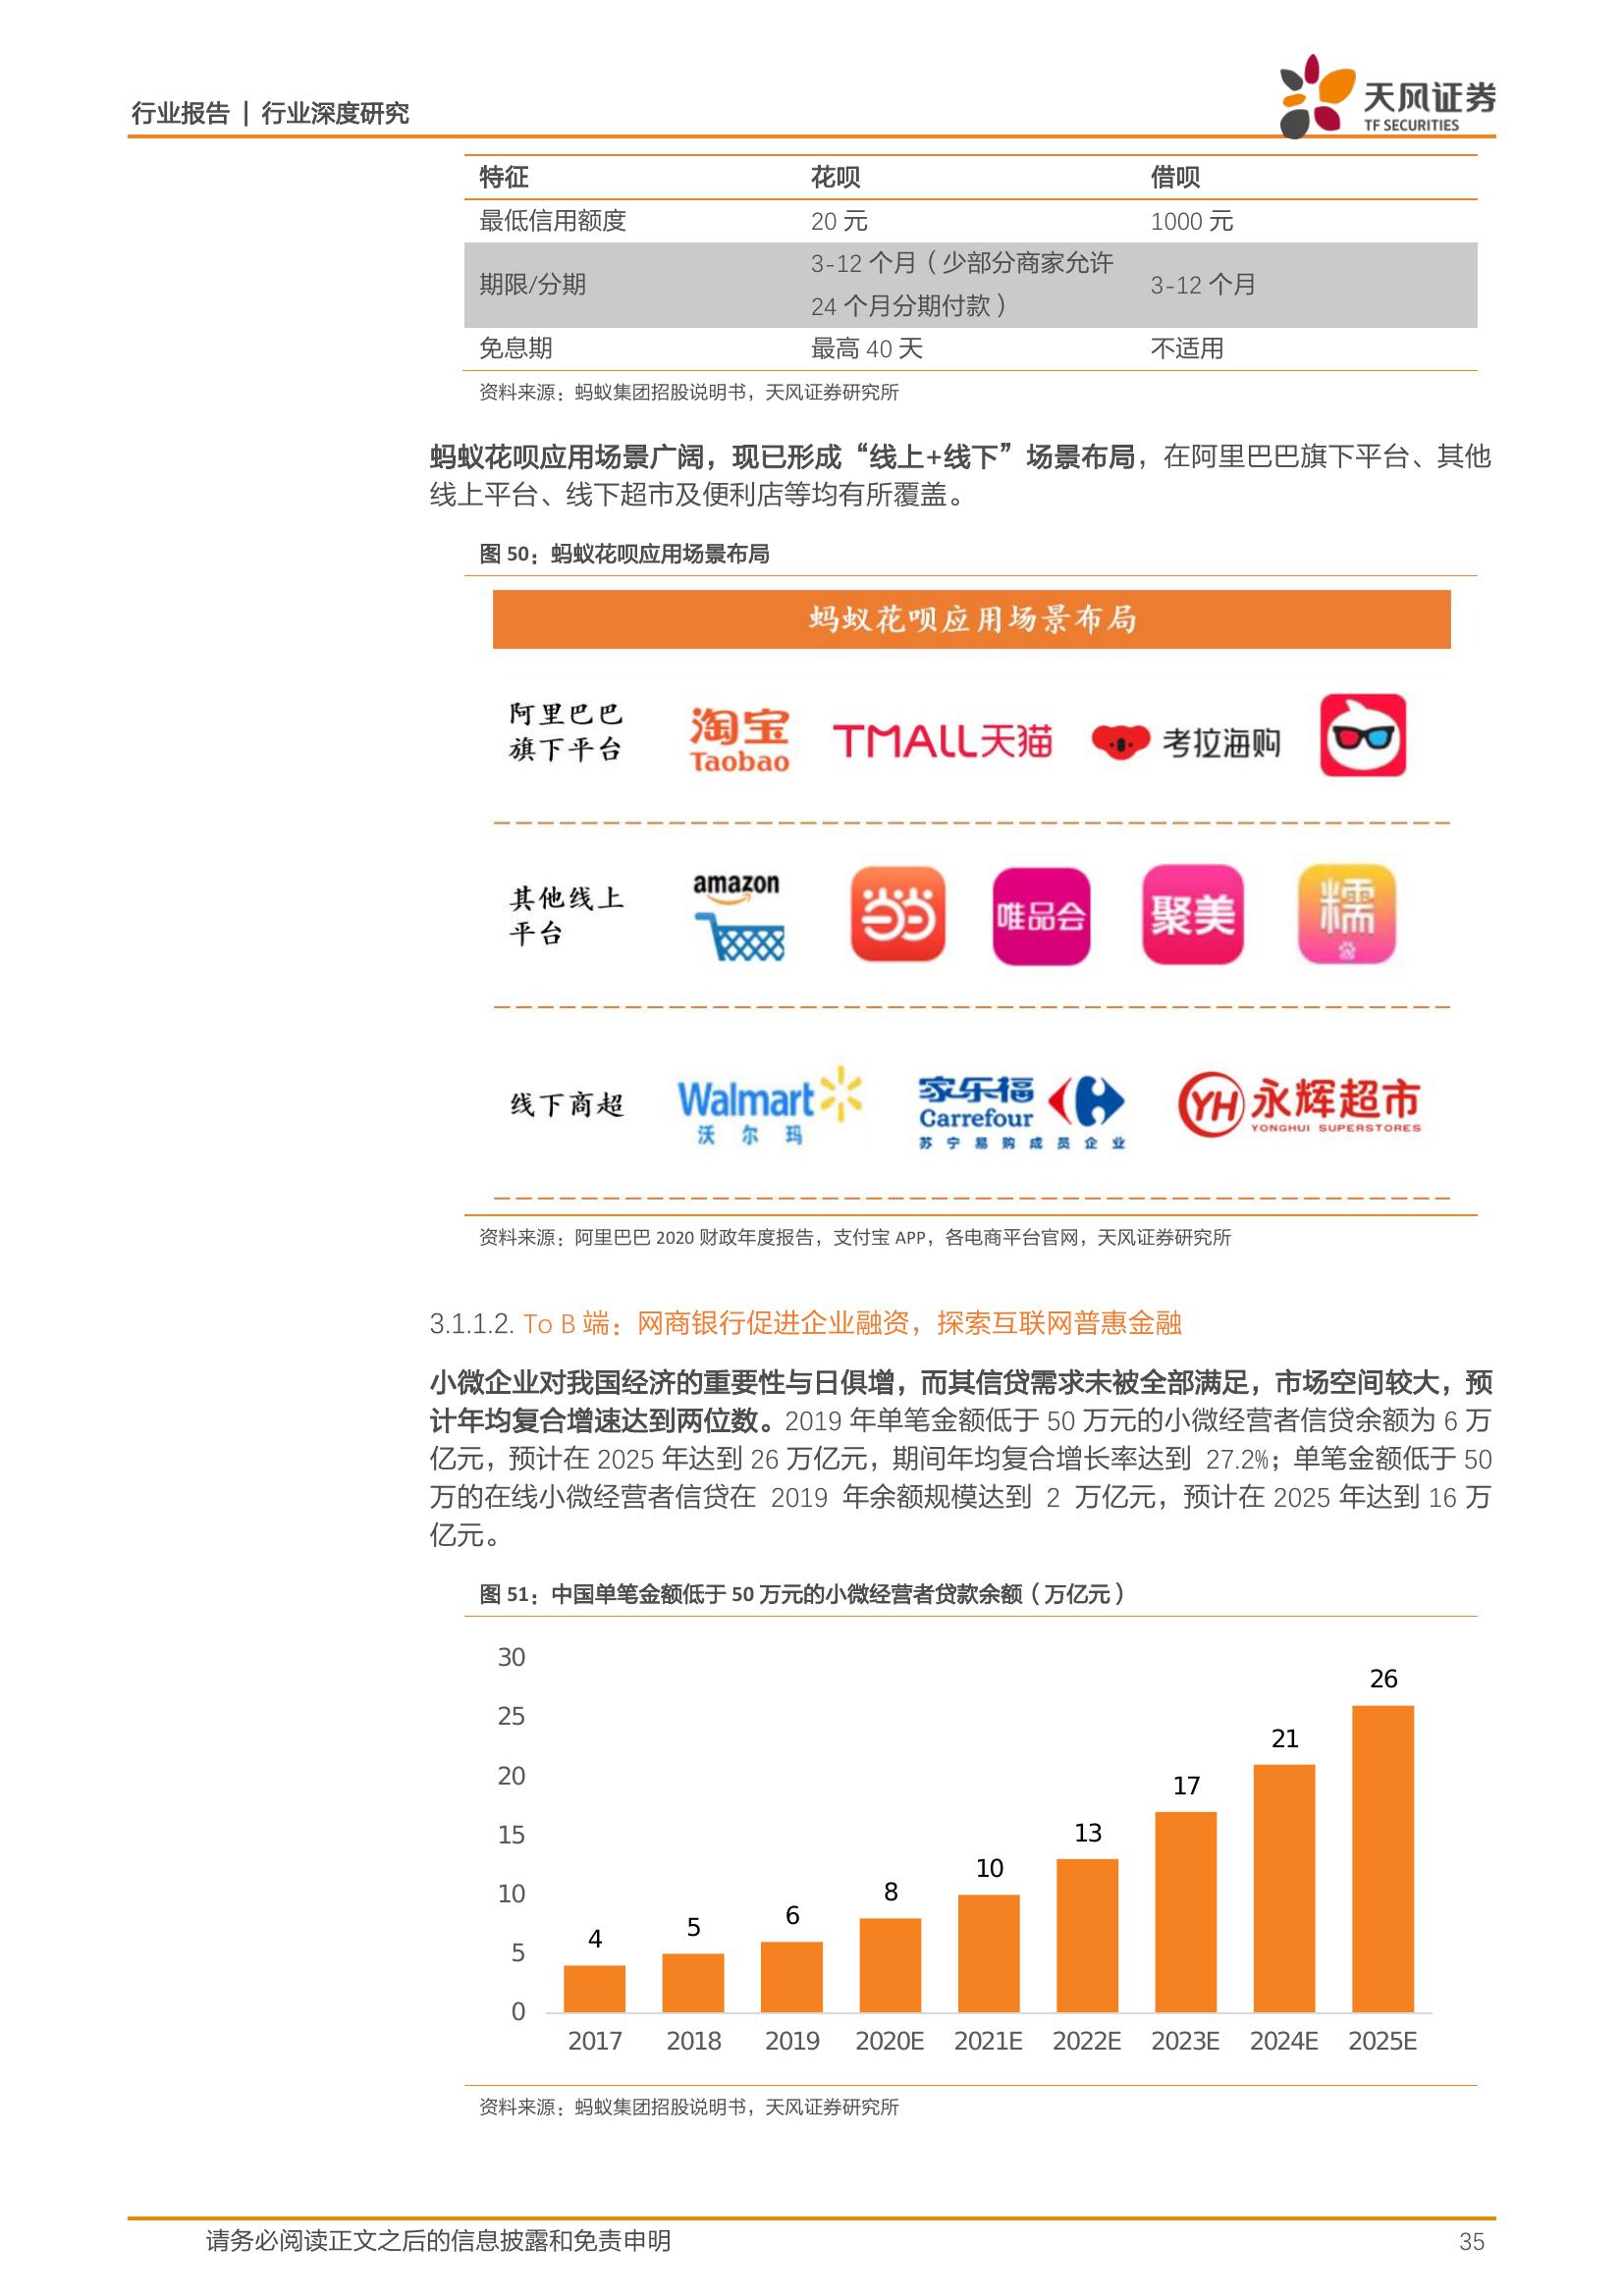 行业报告 | 行业深度研究
天风证券
TF SECURITIES
特征 花呗 借呗
最低信用额度 20 元 1000 元
期限/分期 3-12 个月（少部分商家允许24 个月分期付款） 3-12 个月
免息期 最高 40 天 不适用
资料来源：蚂蚁集团招股说明书，天风证券研究所
蚂蚁花呗应用场景广阔，现已形成“线上+线下”场景布局，在阿里巴巴旗下平台、其他
线上平台、线下超市及便利店等均有所覆盖。
图 50：蚂蚁花呗应用场景布局
蚂蚁花呗应用场景布局
阿里巴巴
旗下平台
淘宝
Taobao
TMALL天猫
考拉海购
其他线上
平台
amazon
当当
唯品会
聚美
糯
线下商超
Walmart
沃尔玛
家乐福
Carrefour
苏宁易购成员企业
YH 永辉超市
YONGHUI SUPERSTORES
资料来源：阿里巴巴 2020 财政年度报告，支付宝 APP，各电商平台官网，天风证券研究所
3.1.1.2. To B 端：网商银行促进企业融资，探索互联网普惠金融
小微企业对我国经济的重要性与日俱增，而其信贷需求未被全部满足，市场空间较大，预
计年均复合增速达到两位数。2019 年单笔金额低于 50 万元的小微经营者信贷余额为 6 万
亿元，预计在 2025 年达到 26 万亿元，期间年均复合增长率达到 27.2%；单笔金额低于 50
万的在线小微经营者信贷在 2019 年余额规模达到 2 万亿元，预计在 2025 年达到 16 万
亿元。
图 51：中国单笔金额低于 50 万元的小微经营者贷款余额（万亿元）
30
25
20
15
10
5
0
4 5 6 8 10 13 17 21 26
2017 2018 2019 2020E 2021E 2022E 2023E 2024E 2025E
资料来源：蚂蚁集团招股说明书，天风证券研究所
请务必阅读正文之后的信息披露和免责申明 35